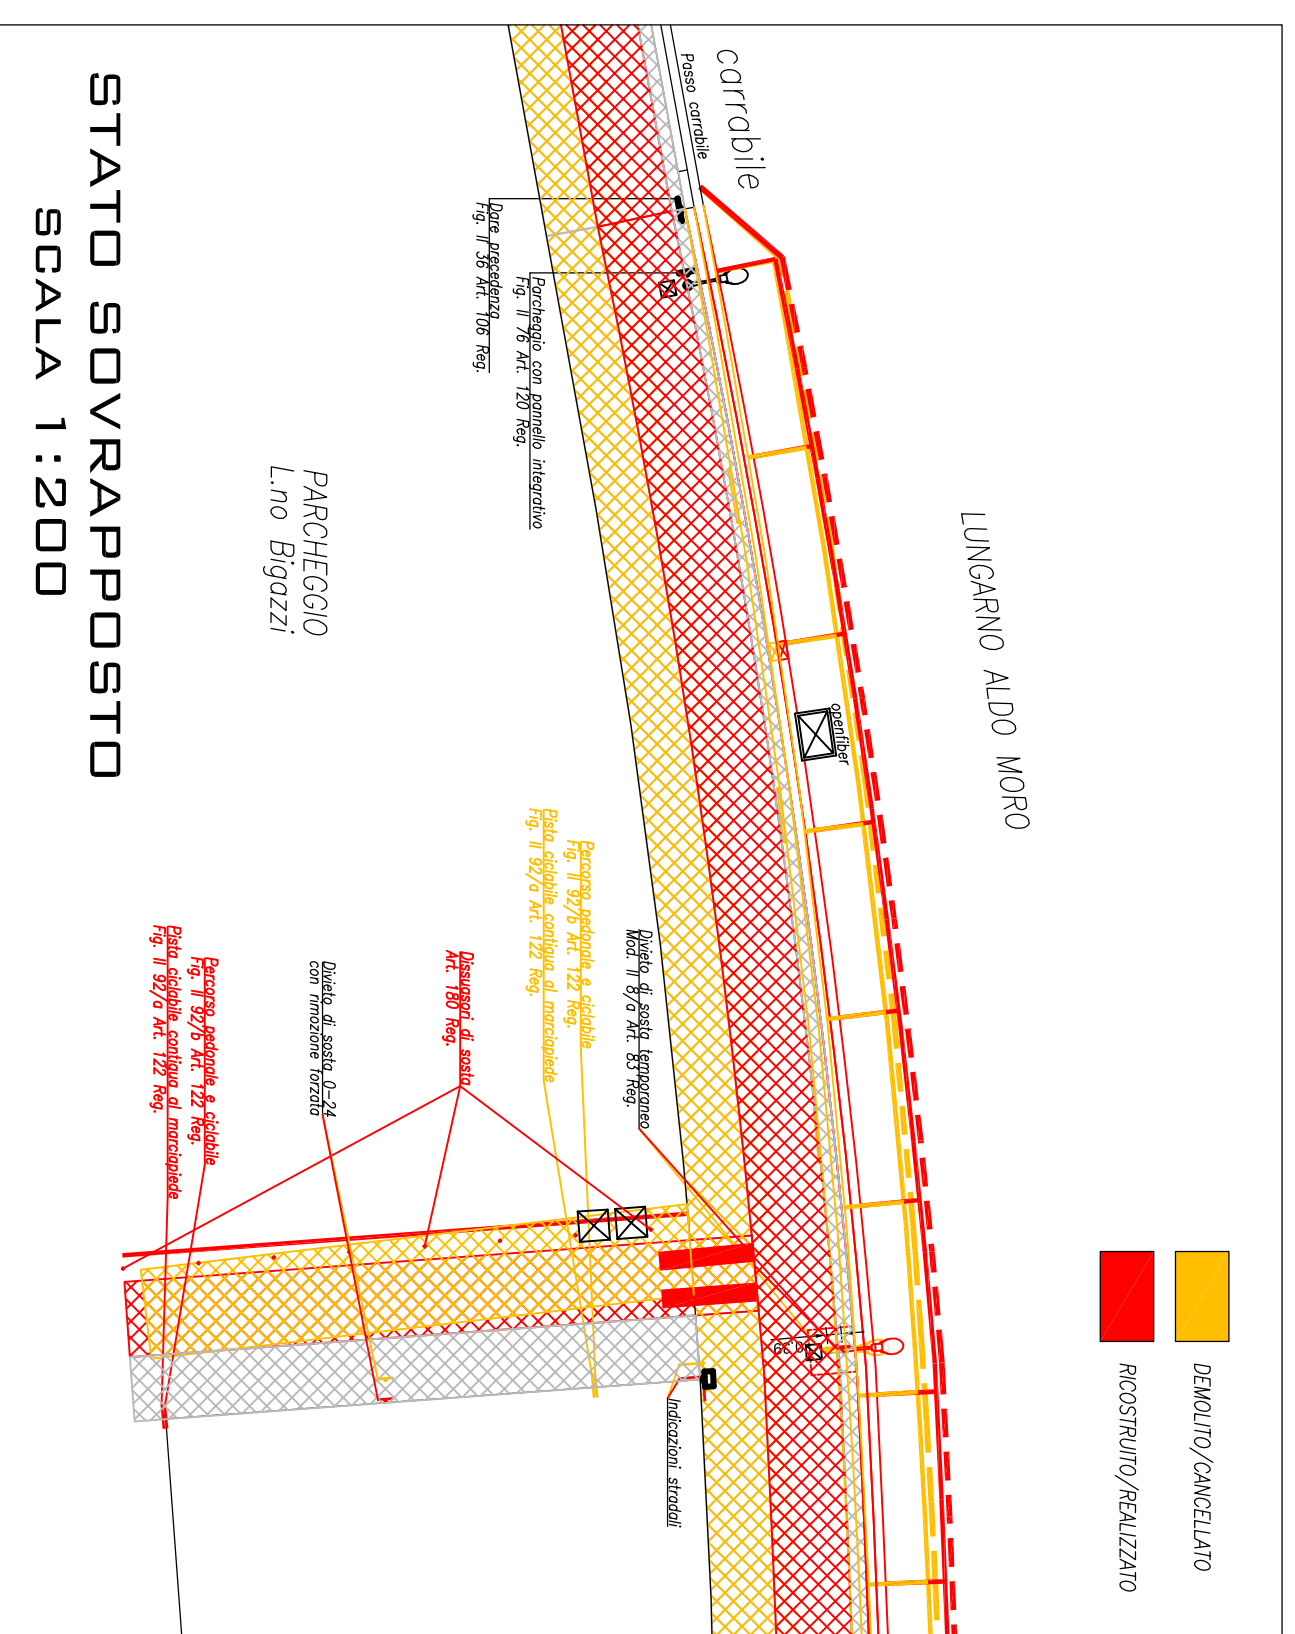 carrabile
Passo carrabile
LUNGARNO ALDO MORO
openfiber
DEMOLITO/CANCELLATO
RICOSTRUITO/REALIZZATO
Parcheggio con pannello integrativo
Fig. II 76 Art. 120 Reg.
Dare precedenza
Fig. II 36 Art. 106 Reg.
Divieto di sosta temporaneo
Mod. II 8/a Art. 83 Reg.
Percorso pedonale e ciclabile
Fig. II 92/b Art. 122 Reg.
Pista ciclabile contigua al marciapiede
Fig. II 92/a Art. 122 Reg.
Dissuasori di sosta
Art. 180 Reg.
Divieto di sosta 0-24
con rimozione forzata
Percorso pedonale e ciclabile
Fig. II 92/b Art. 122 Reg.
Pista ciclabile contigua al marciapiede
Fig. II 92/a Art. 122 Reg.
Indicazioni stradali
PARCHEGGIO
L.no Bigazzi
STATO SOVRAPPOSTO
SCALA 1:200